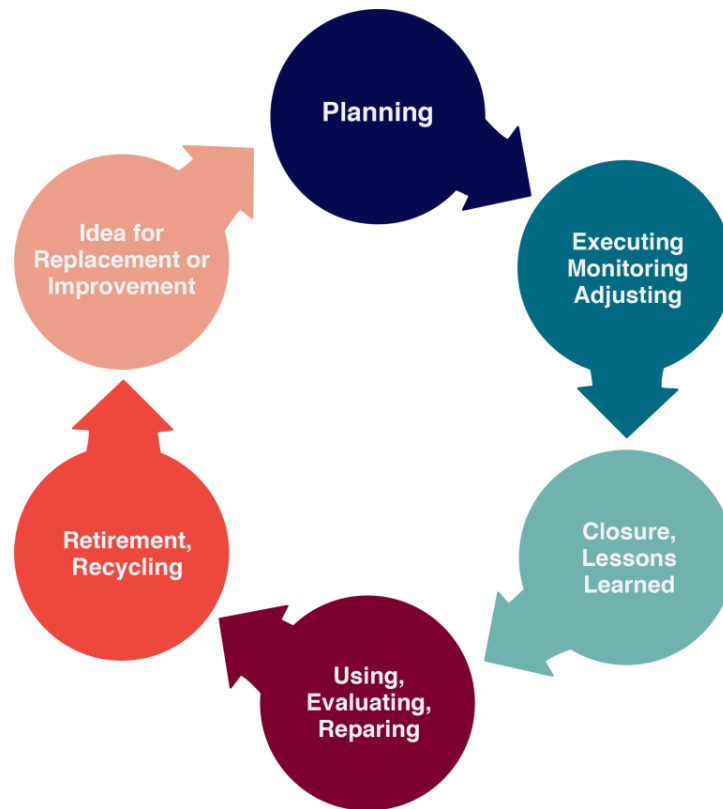 Planning
Executing
Monitoring
Adjusting
Closure,
Lessons
Learned
Using,
Evaluating,
Reparing
Retirement,
Recycling
Idea for
Replacement or
Improvement